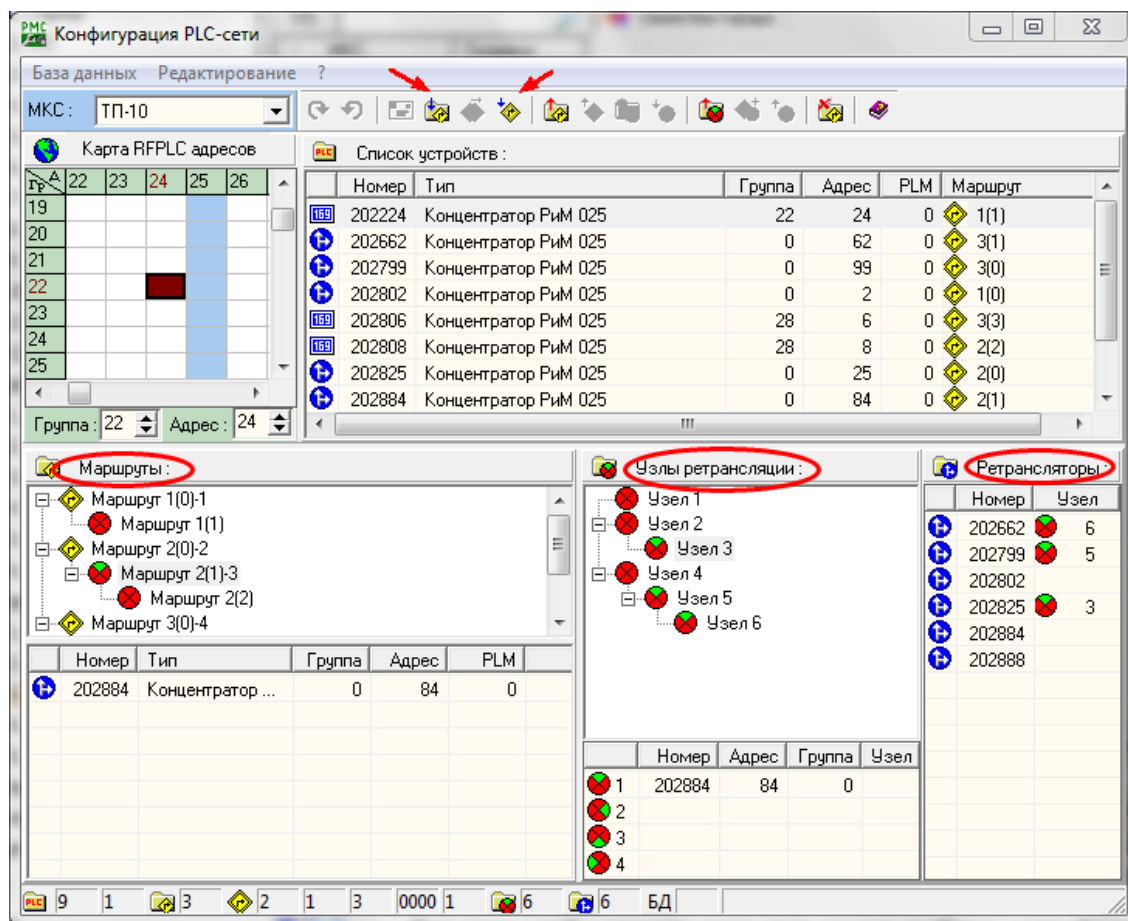 РМС Конфигурация PLC-сети
База данных Редактирование ?
МКС : ТП-10
Карта RFPLC адресов
Гр А 22 23 24 25 26
19
20
21
22
23
24
25
Группа : 22 Адрес : 24
PLC Список устройств :
Номер Тип Группа Адрес PLM Маршрут
169 202224 Концентратор РиМ 025 22 24 0 1(1)
202662 Концентратор РиМ 025 0 62 0 3(1)
202799 Концентратор РиМ 025 0 99 0 3(0)
202802 Концентратор РиМ 025 0 2 0 1(0)
169 202806 Концентратор РиМ 025 28 6 0 3(3)
169 202808 Концентратор РиМ 025 28 8 0 2(2)
202825 Концентратор РиМ 025 0 25 0 2(0)
202884 Концентратор РиМ 025 0 84 0 2(1)
Маршруты :
Маршрут 1(0)-1
Маршрут 1(1)
Маршрут 2(0)-2
Маршрут 2(1)-3
Маршрут 2(2)
Маршрут 3(0)-4
Номер Тип Группа Адрес PLM
202884 Концентратор ... 0 84 0
Узлы ретрансляции :
Узел 1
Узел 2
Узел 3
Узел 4
Узел 5
Узел 6
Номер Адрес Группа Узел
1 202884 84 0
2
3
4
Ретрансляторы :
Номер Узел
202662 6
202799 5
202802
202825 3
202884
202888
PLC 9 1 3 2 1 3 0000 1 6 6 БД